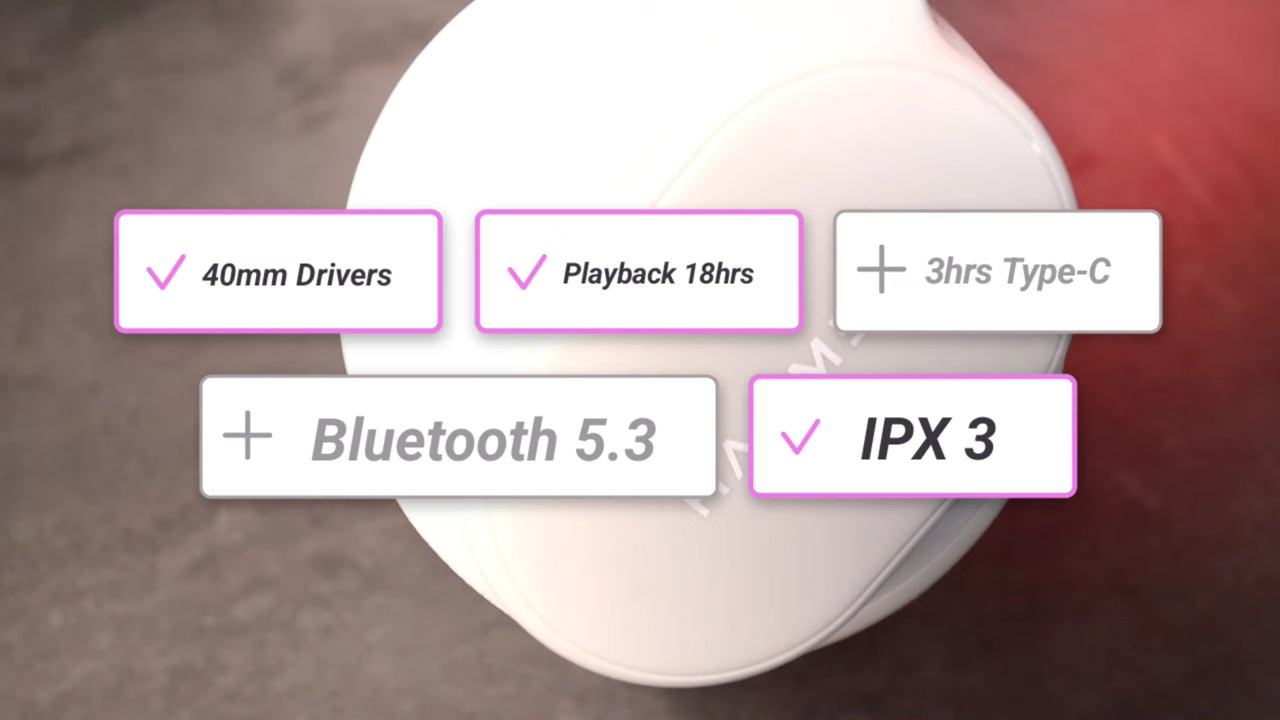 40mm Drivers
Playback 18hrs
3hrs Type-C
Bluetooth 5.3
IPX 3